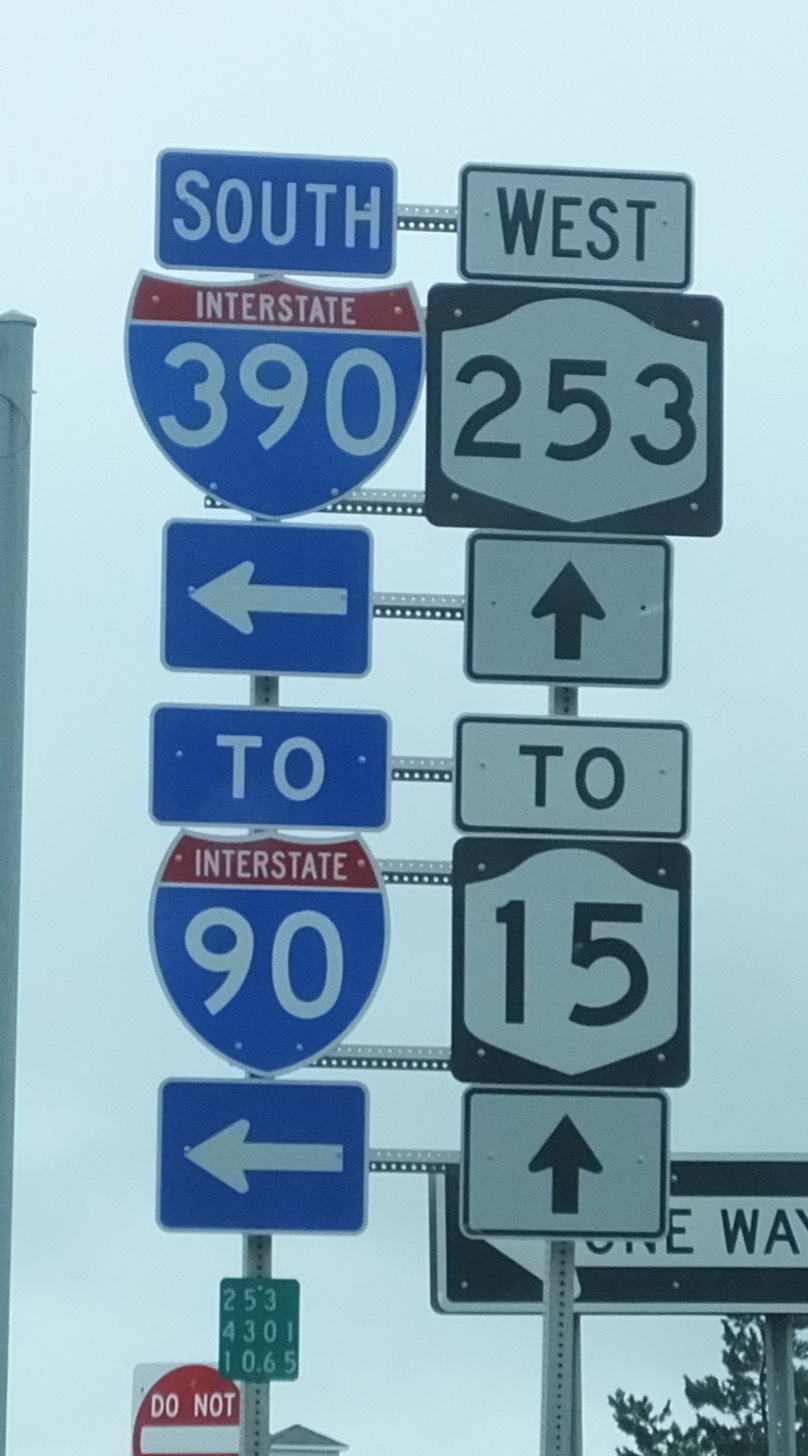 SOUTH
WEST
INTERSTATE
390
253
TO
TO
INTERSTATE
90
15
ONE WAY
253
4301
1065
DO NOT